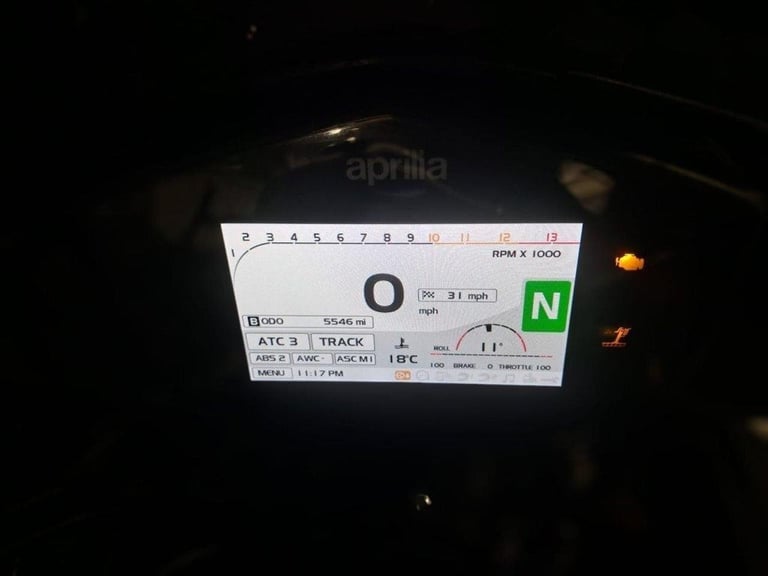 aprilia
1 2 3 4 5 6 7 8 9 10 11 12 13
RPM X 1000
0
31 mph
mph
N
B ODO 5546 mi
ATC 3 TRACK
ABS 2 AWC - ASC M1
18°C
ROLL 11°
100 BRAKE 0 THROTTLE 100
MENU 11:17 PM